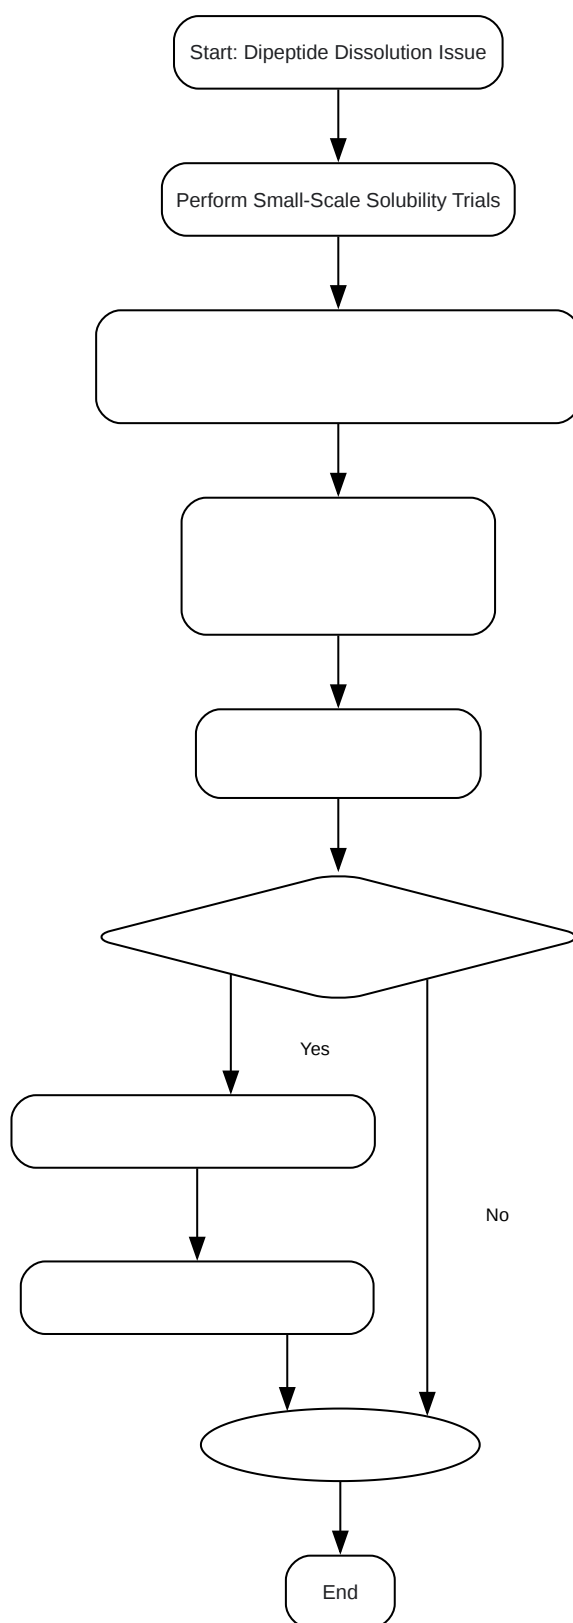 Start: Dipeptide Dissolution Issue
Perform Small-Scale Solubility Trials
Yes
No
End